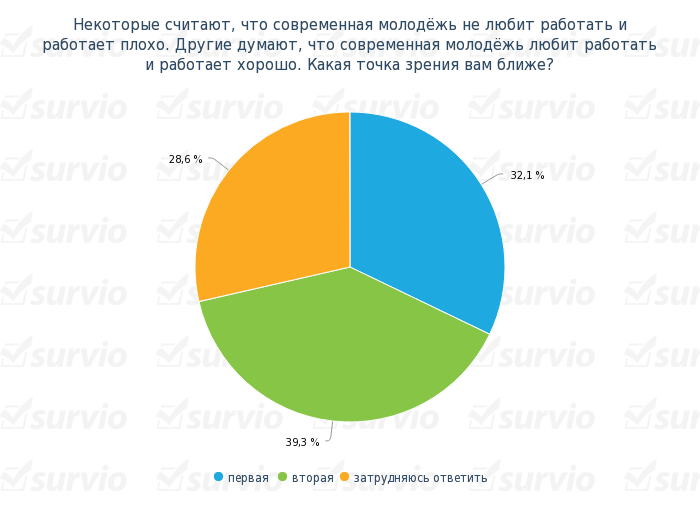 Некоторые считают, что современная молодёжь не любит работать и
работает плохо. Другие думают, что современная молодёжь любит работать
и работает хорошо. Какая точка зрения вам ближе?
survio
28,6 %
32,1 %
39,3 %
первая вторая затрудняюсь ответить